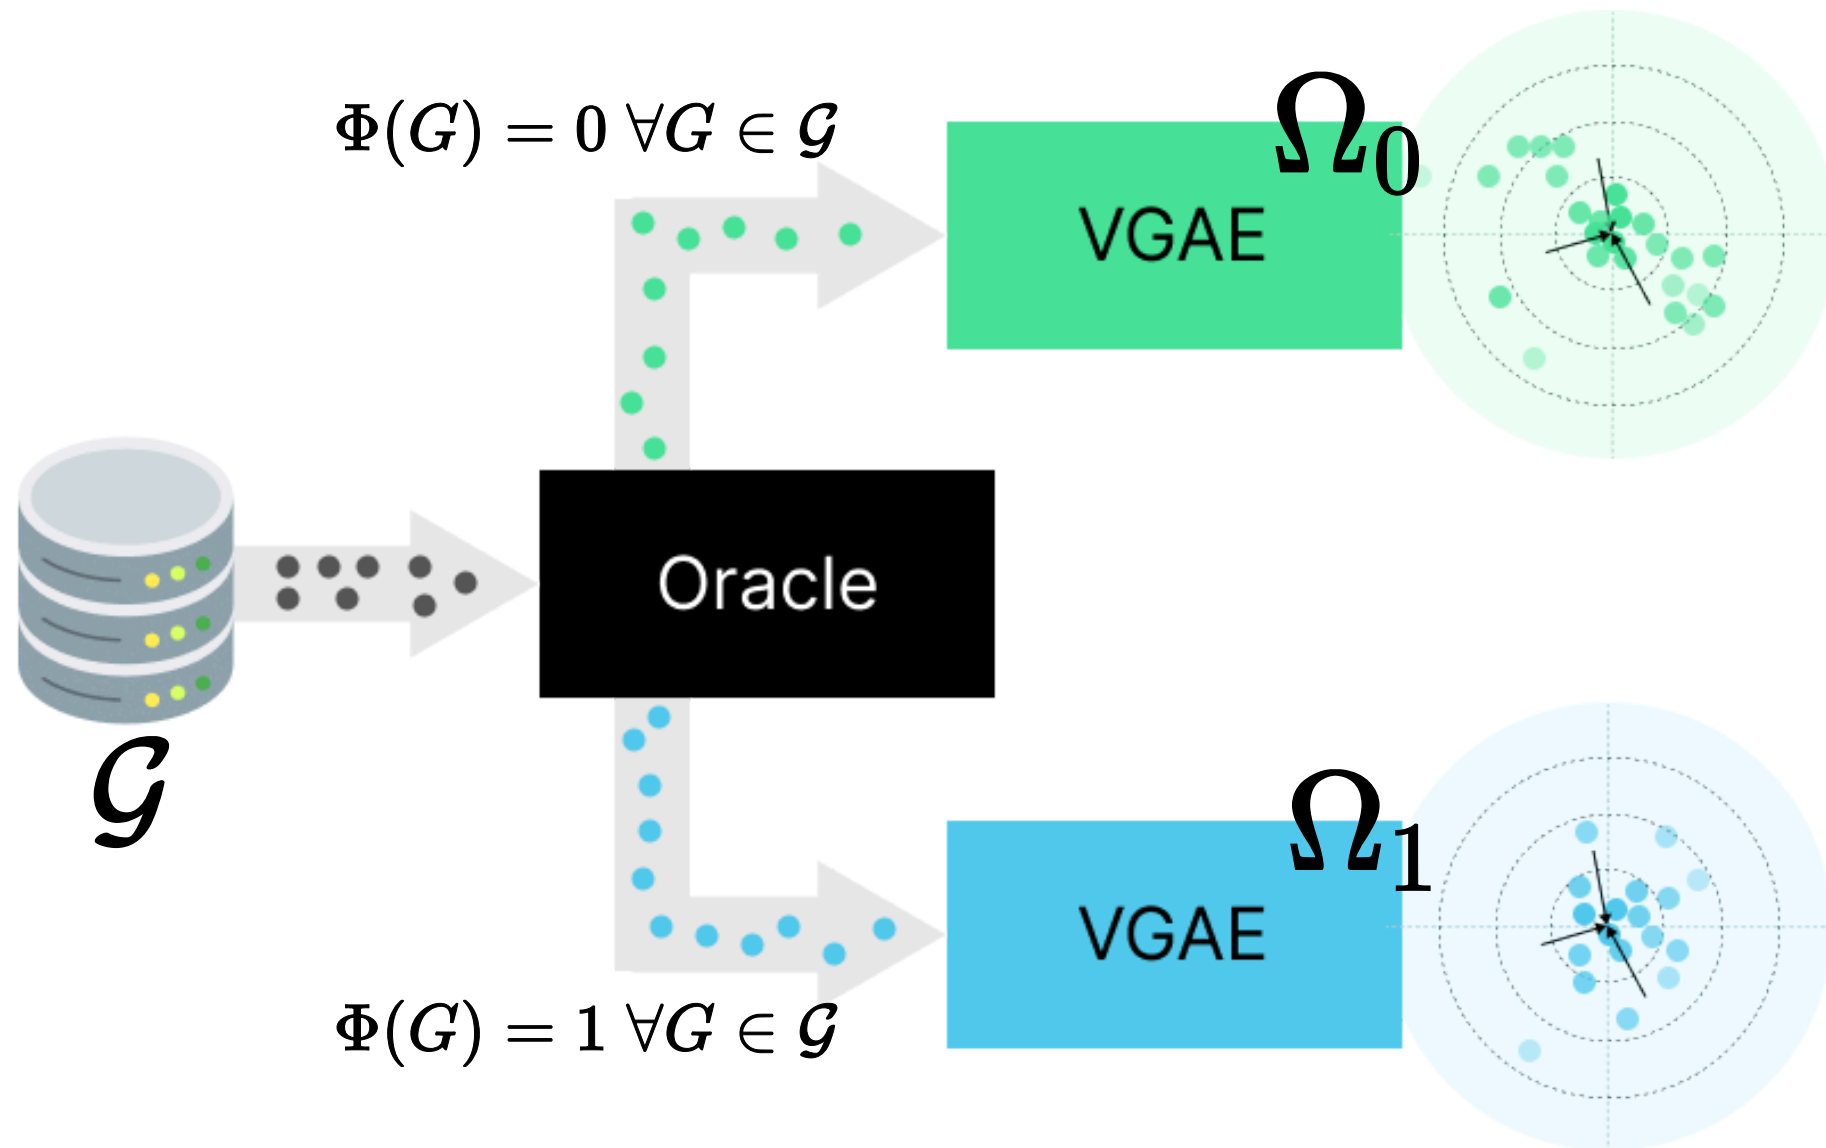 Φ(G) = 0 ∀G ∈ 𝒢
Ω₀
VGAE
Oracle
𝒢
Ω₁
VGAE
Φ(G) = 1 ∀G ∈ 𝒢